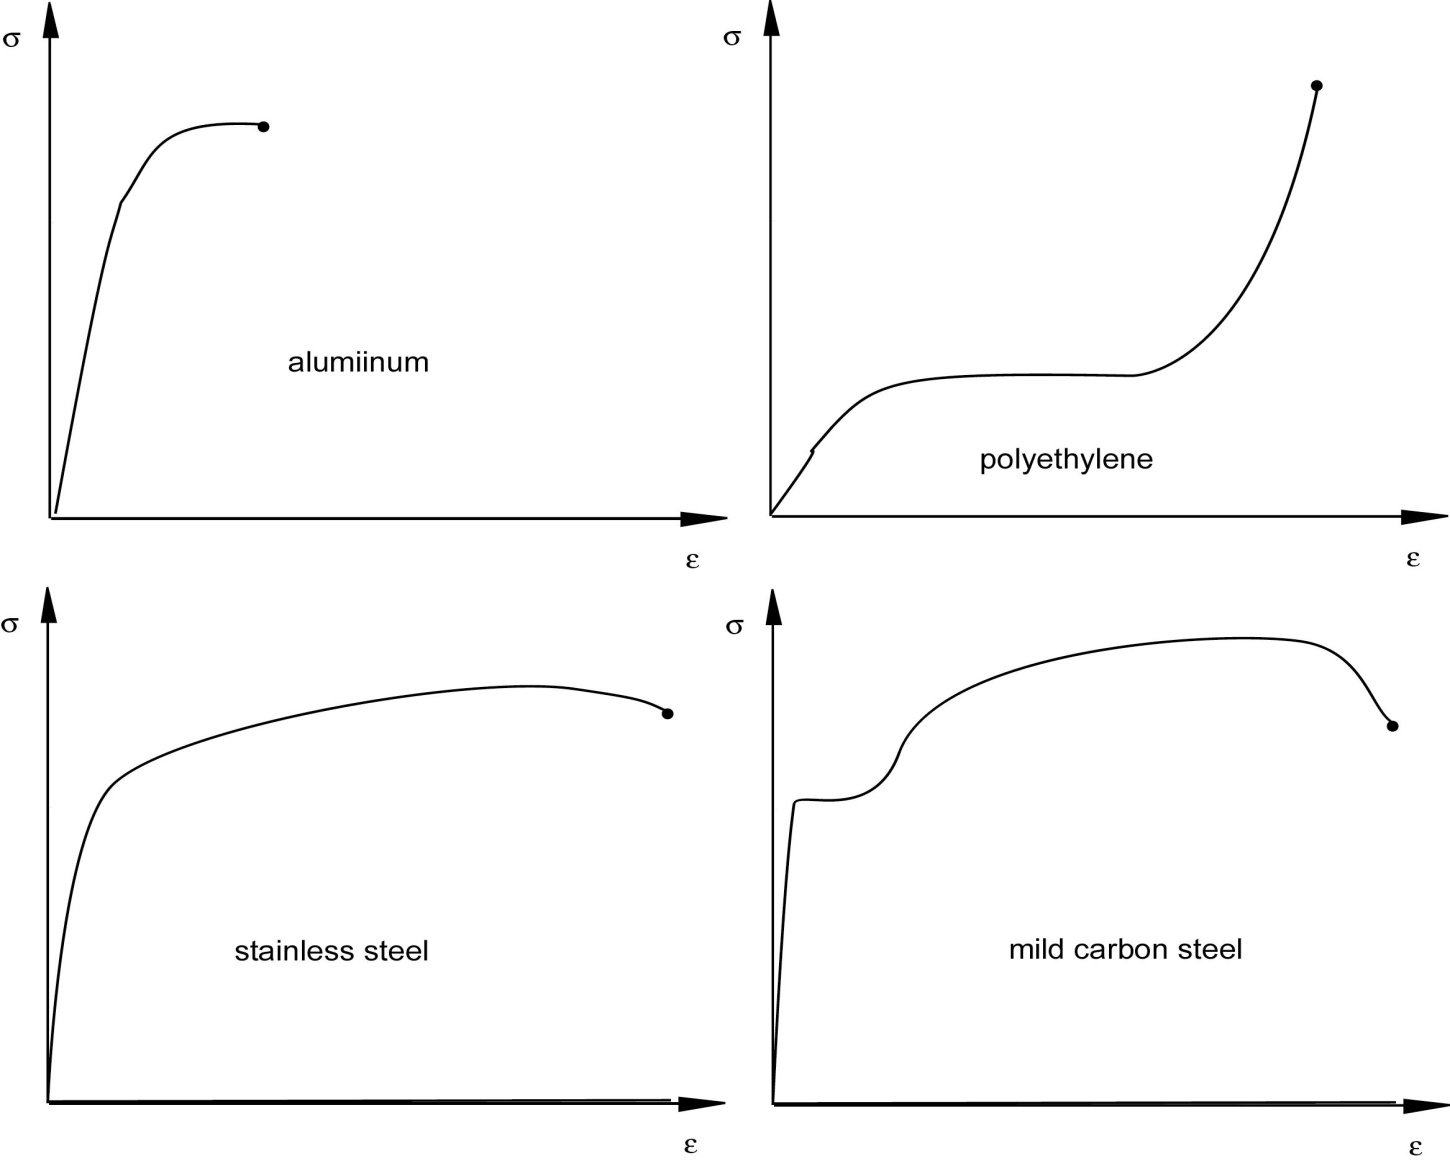 σ
alumiinum
ε
σ
polyethylene
ε
σ
stainless steel
ε
σ
mild carbon steel
ε